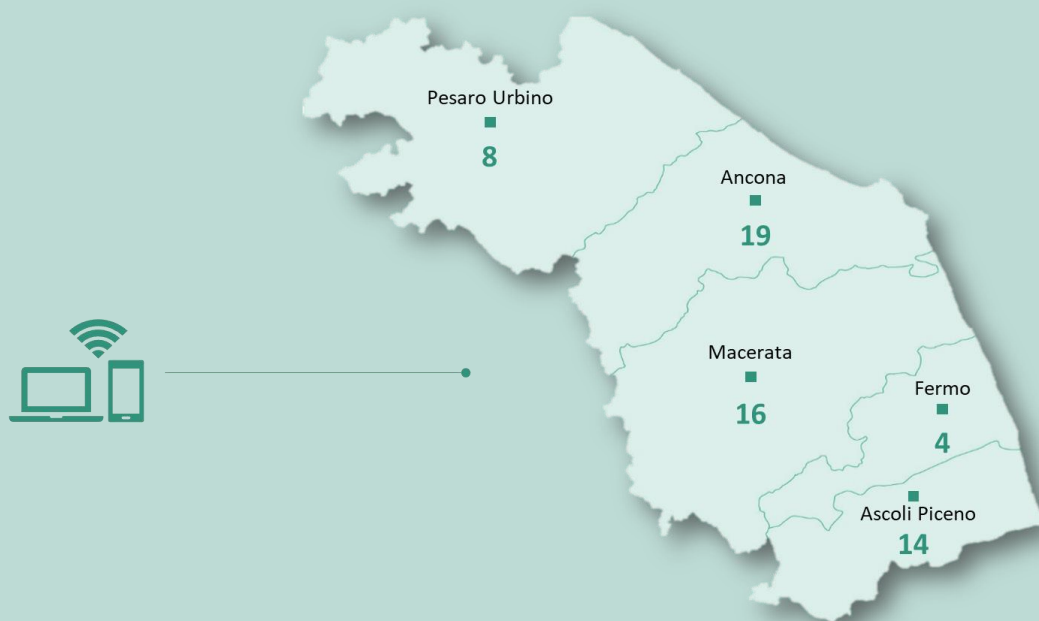 Pesaro Urbino
8
Ancona
19
Macerata
16
Fermo
4
Ascoli Piceno
14